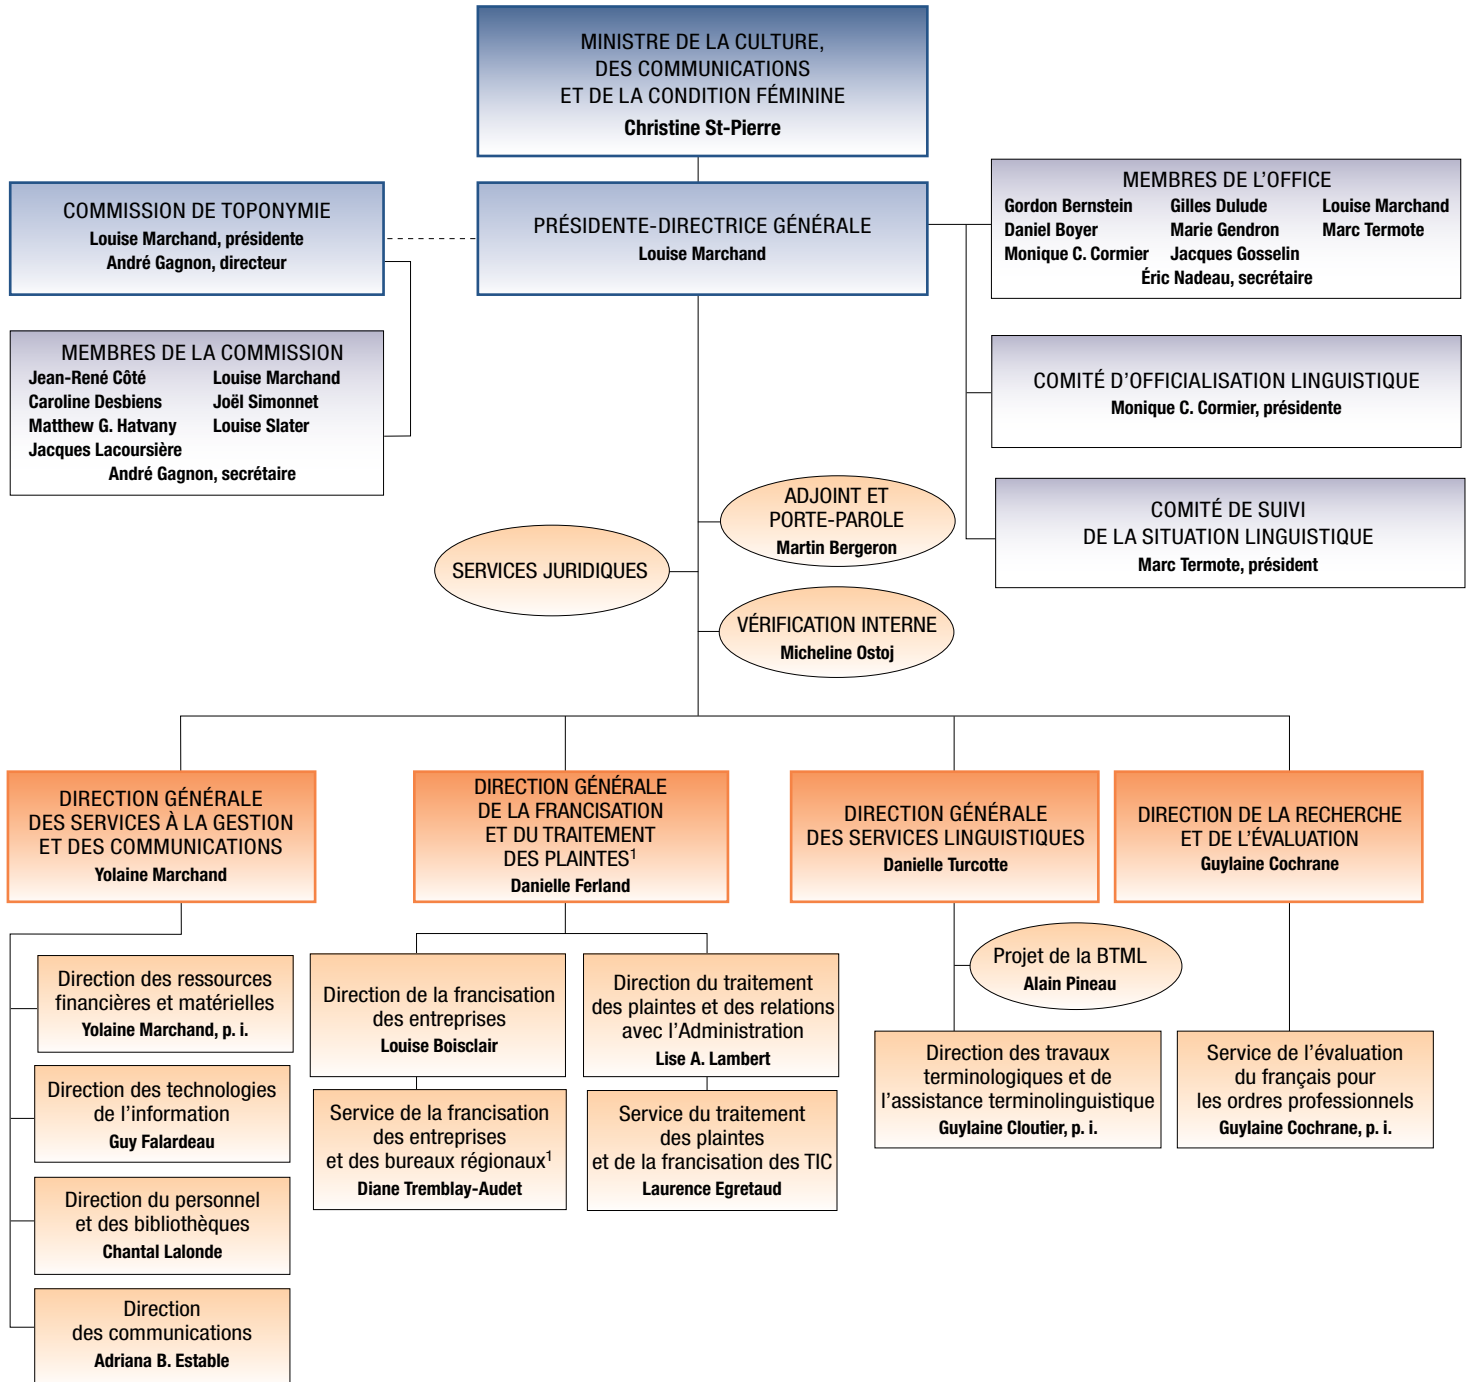 MINISTRE DE LA CULTURE,
DES COMMUNICATIONS
ET DE LA CONDITION FÉMININE
Christine St-Pierre
COMMISSION DE TOPONYMIE
Louise Marchand, présidente
André Gagnon, directeur
PRÉSIDENTE-DIRECTRICE GÉNÉRALE
Louise Marchand
MEMBRES DE L’OFFICE
Gordon Bernstein Gilles Dulude Louise Marchand
Daniel Boyer Marie Gendron Marc Termote
Monique C. Cormier Jacques Gosselin
Éric Nadeau, secrétaire
MEMBRES DE LA COMMISSION
Jean-René Côté Louise Marchand
Caroline Desbiens Joël Simonnet
Matthew G. Hatvany Louise Slater
Jacques Lacoursière
André Gagnon, secrétaire
COMITÉ D’OFFICIALISATION LINGUISTIQUE
Monique C. Cormier, présidente
COMITÉ DE SUIVI
DE LA SITUATION LINGUISTIQUE
Marc Termote, président
ADJOINT ET
PORTE-PAROLE
Martin Bergeron
SERVICES JURIDIQUES
VÉRIFICATION INTERNE
Micheline Ostoj
DIRECTION GÉNÉRALE
DES SERVICES À LA GESTION
ET DES COMMUNICATIONS
Yolaine Marchand
DIRECTION GÉNÉRALE
DE LA FRANCISATION
ET DU TRAITEMENT
DES PLAINTES1
Danielle Ferland
DIRECTION GÉNÉRALE
DES SERVICES LINGUISTIQUES
Danielle Turcotte
DIRECTION DE LA RECHERCHE
ET DE L’ÉVALUATION
Guylaine Cochrane
Direction des ressources
financières et matérielles
Yolaine Marchand, p. i.
Direction des technologies
de l’information
Guy Falardeau
Direction du personnel
et des bibliothèques
Chantal Lalonde
Direction
des communications
Adriana B. Estable
Direction de la francisation
des entreprises
Louise Boisclair
Service de la francisation
des entreprises
et des bureaux régionaux1
Diane Tremblay-Audet
Direction du traitement
des plaintes et des relations
avec l’Administration
Lise A. Lambert
Service du traitement
des plaintes
et de la francisation des TIC
Laurence Egretaud
Projet de la BTML
Alain Pineau
Direction des travaux
terminologiques et de
l’assistance terminolinguistique
Guylaine Cloutier, p. i.
Service de l’évaluation
du français pour
les ordres professionnels
Guylaine Cochrane, p. i.